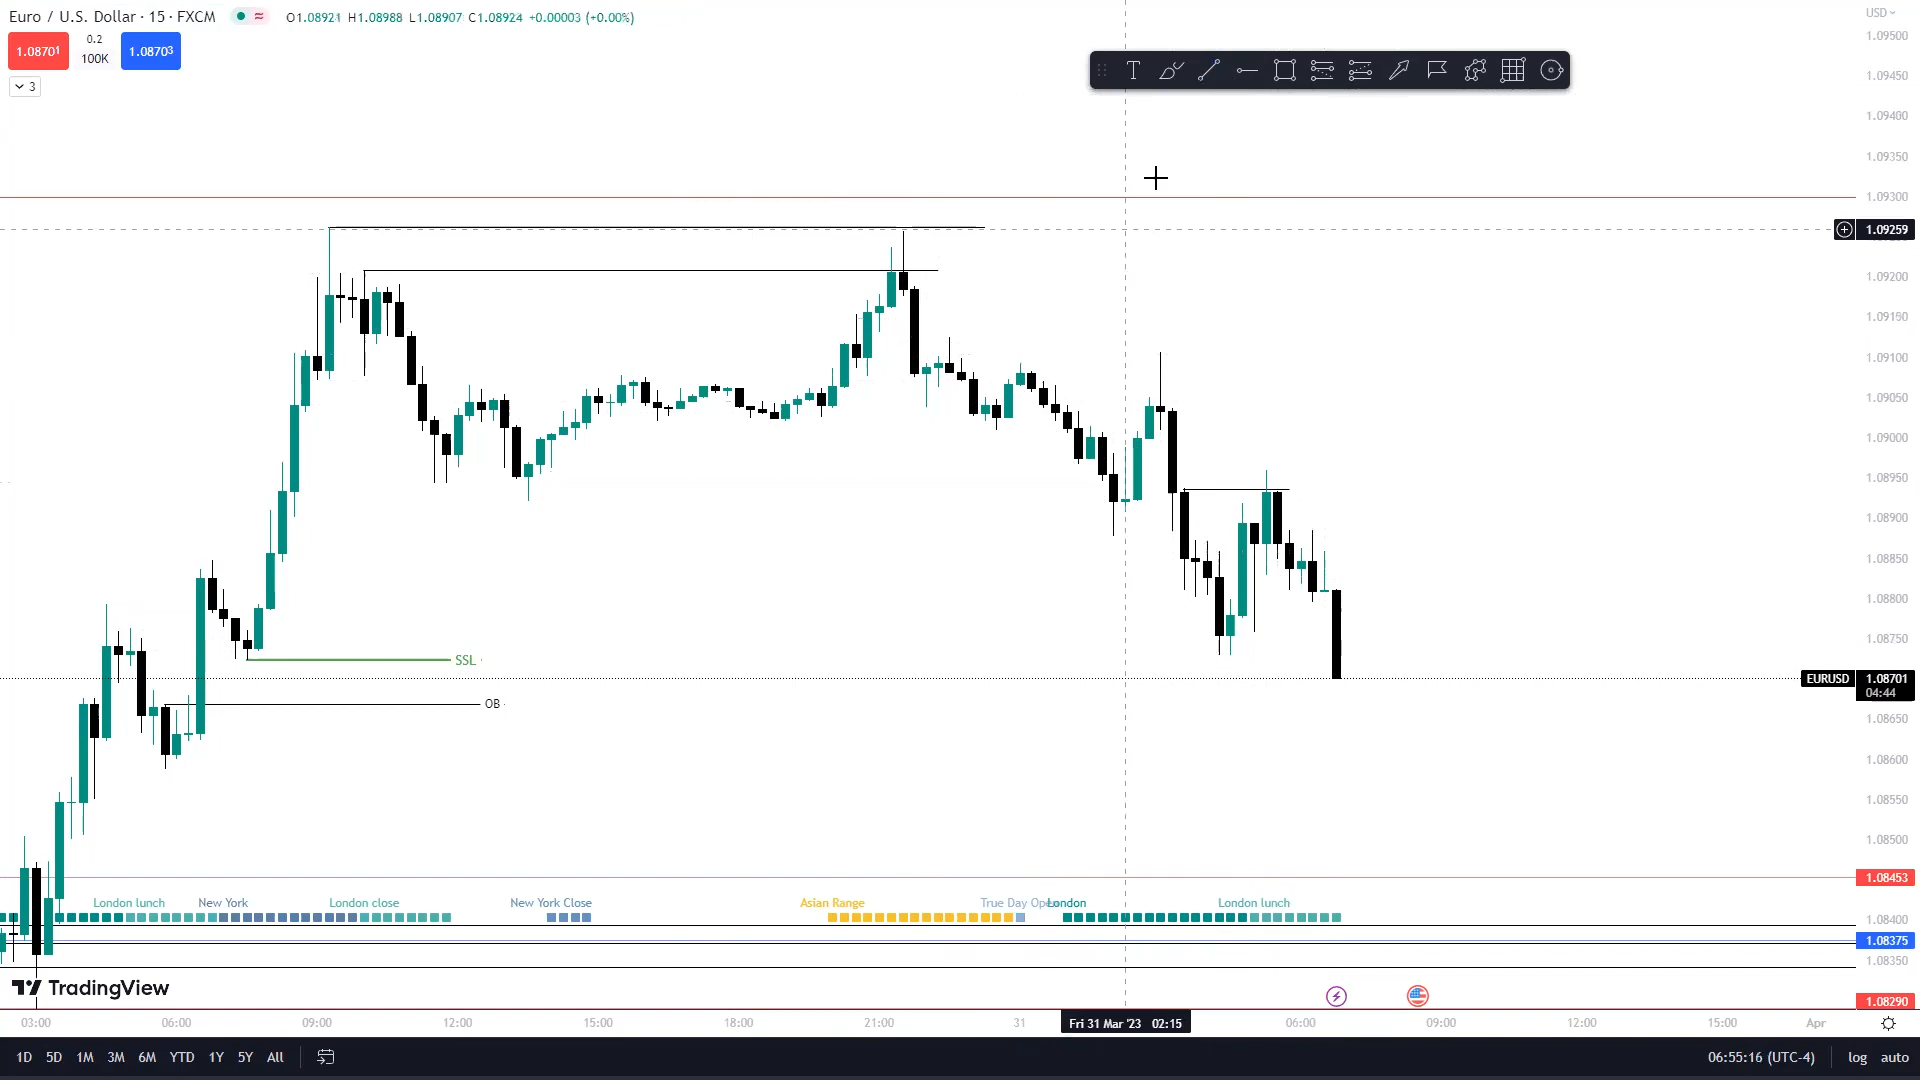 Euro / U.S. Dollar · 15 · FXCM
O1.08921 H1.08988 L1.08907 C1.08924 +0.00003 (+0.00%)
1.08701
0.2
100K
1.08703
3
T
USD
1.09500
1.09450
1.09400
1.09350
1.09300
1.09259
1.09200
1.09150
1.09100
1.09050
1.09000
1.08950
1.08900
1.08850
1.08800
1.08750
SSL
EURUSD 1.08701
04:44
OB
1.08650
1.08600
1.08550
1.08500
1.08453
London lunch New York London close New York Close Asian Range True Day Open London London lunch
1.08400
1.08375
1.08350
TradingView
1.08290
03:00 06:00 09:00 12:00 15:00 18:00 21:00 31 Fri 31 Mar '23 02:15 06:00 09:00 12:00 15:00 Apr
1D 5D 1M 3M 6M YTD 1Y 5Y All
06:55:16 (UTC-4) log auto